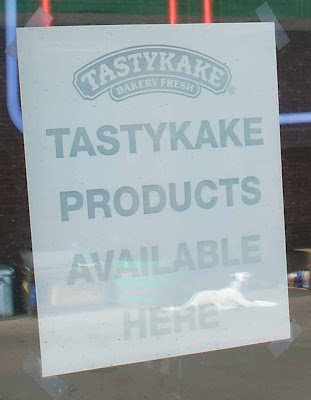 TASTYKAKE
BAKERY FRESH
®
TASTYKAKE
PRODUCTS
AVAILABLE
HERE